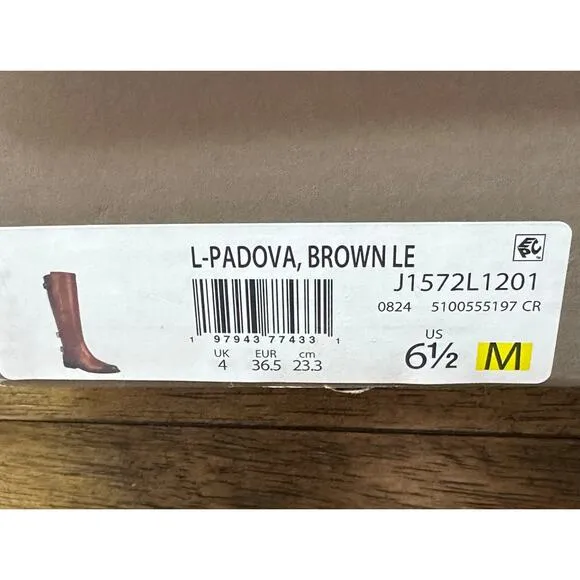 L-PADOVA, BROWN LE
J1572L1201
0824 5100555197 CR
1 97943 77433 1
UK EUR cm
4 36.5 23.3
US
6½ M